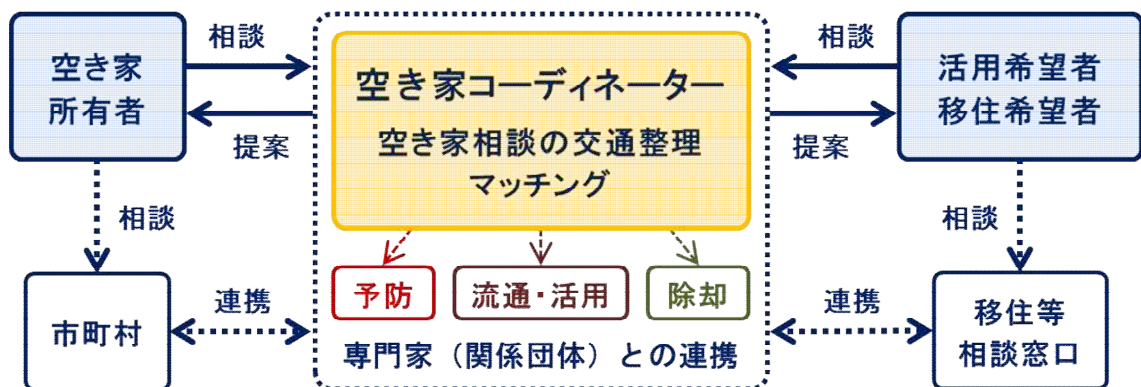 空き家
所有者
相談
提案
空き家コーディネーター
空き家相談の交通整理
マッチング
相談
提案
活用希望者
移住希望者
相談
相談
予防
流通・活用
除却
市町村
連携
専門家（関係団体）との連携
連携
移住等
相談窓口